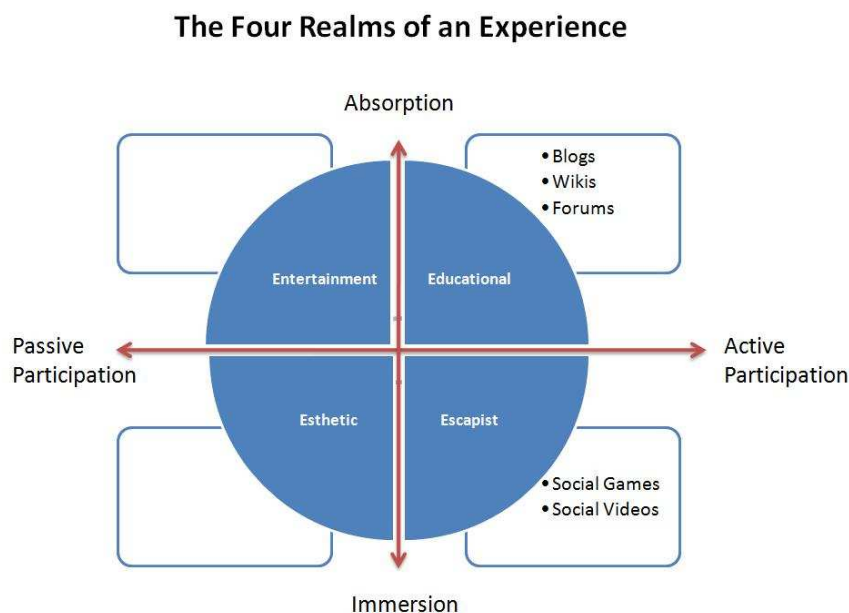 The Four Realms of an Experience
Absorption
• Blogs
• Wikis
• Forums
Entertainment
Educational
Passive
Participation
Active
Participation
Esthetic
Escapist
• Social Games
• Social Videos
Immersion